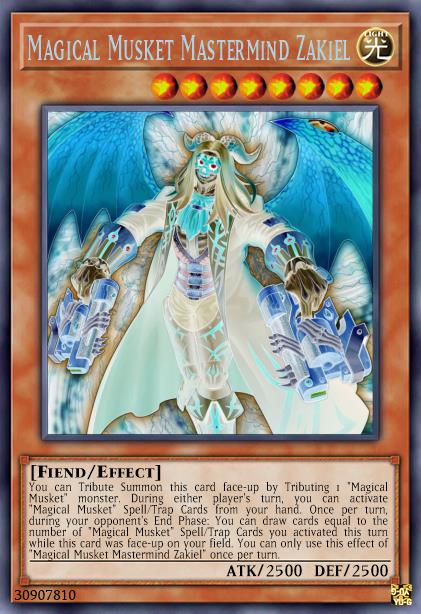 MAGICAL MUSKET MASTERMIND ZAKIEL
LIGHT
光
[FIEND/EFFECT]
You can Tribute Summon this card face-up by Tributing 1 "Magical
Musket" monster. During either player's turn, you can activate
"Magical Musket" Spell/Trap Cards from your hand. Once per turn,
during your opponent's End Phase: You can draw cards equal to the
number of "Magical Musket" Spell/Trap Cards you activated this turn
while this card was face-up on your field. You can only use this effect of
"Magical Musket Mastermind Zakiel" once per turn.
ATK/2500 DEF/2500
30907810